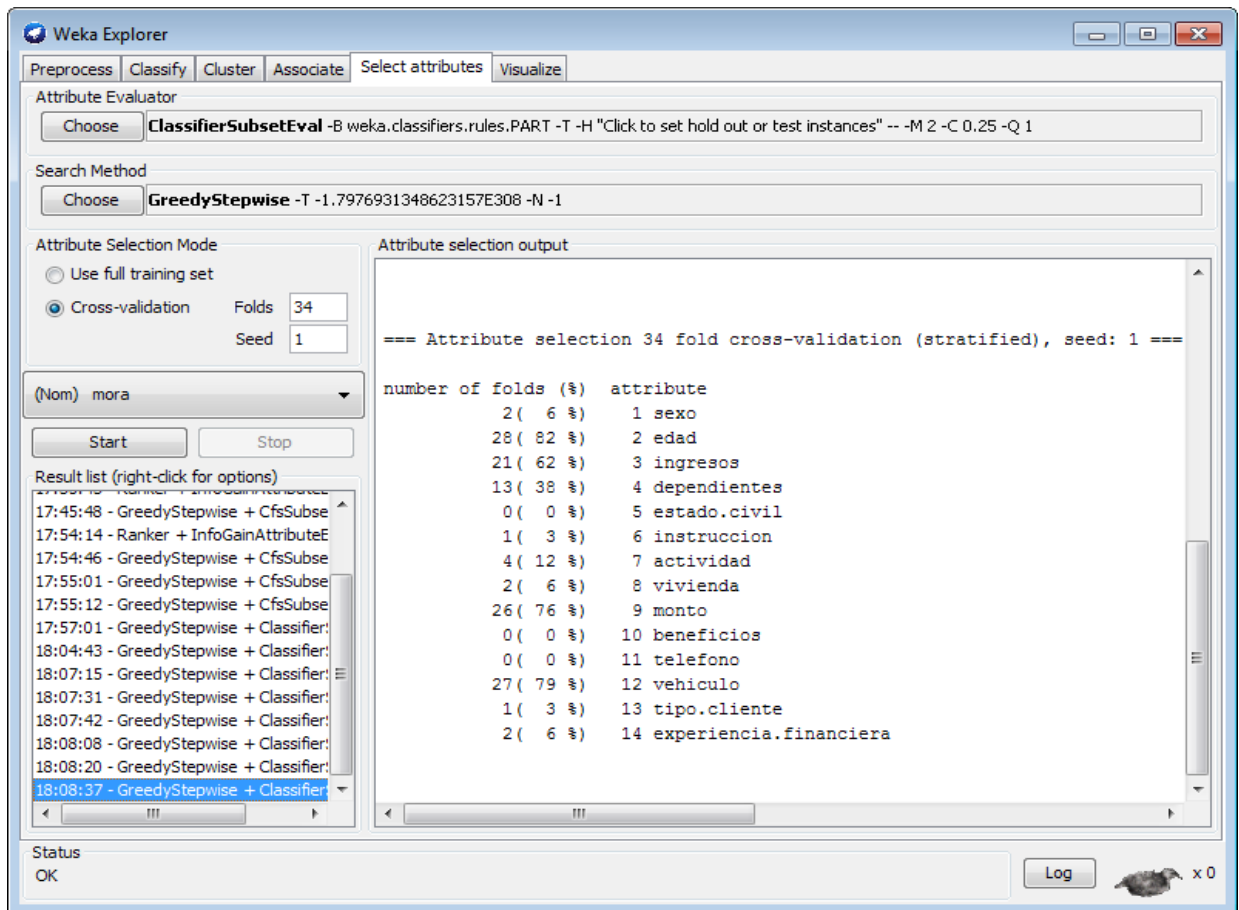 Weka Explorer
Preprocess Classify Cluster Associate Select attributes Visualize
Attribute Evaluator
Choose ClassifierSubsetEval -B weka.classifiers.rules.PART -T -H "Click to set hold out or test instances" -- -M 2 -C 0.25 -Q 1
Search Method
Choose GreedyStepwise -T -1.7976931348623157E308 -N -1
Attribute Selection Mode
Use full training set
Cross-validation Folds 34
Seed 1
(Nom) mora
Start Stop
Result list (right-click for options)
17:45:48 - GreedyStepwise + CfsSubse
17:54:14 - Ranker + InfoGainAttributeE
17:54:46 - GreedyStepwise + CfsSubse
17:55:01 - GreedyStepwise + CfsSubse
17:55:12 - GreedyStepwise + CfsSubse
17:57:01 - GreedyStepwise + Classifier
18:04:43 - GreedyStepwise + Classifier
18:07:15 - GreedyStepwise + Classifier
18:07:31 - GreedyStepwise + Classifier
18:07:42 - GreedyStepwise + Classifier
18:08:08 - GreedyStepwise + Classifier
18:08:20 - GreedyStepwise + Classifier
18:08:37 - GreedyStepwise + Classifier
Attribute selection output
=== Attribute selection 34 fold cross-validation (stratified), seed: 1 ===
number of folds (%) attribute
2( 6 %) 1 sexo
28( 82 %) 2 edad
21( 62 %) 3 ingresos
13( 38 %) 4 dependientes
0( 0 %) 5 estado.civil
1( 3 %) 6 instruccion
4( 12 %) 7 actividad
2( 6 %) 8 vivienda
26( 76 %) 9 monto
0( 0 %) 10 beneficios
0( 0 %) 11 telefono
27( 79 %) 12 vehiculo
1( 3 %) 13 tipo.cliente
2( 6 %) 14 experiencia.financiera
Status
OK
Log
x 0